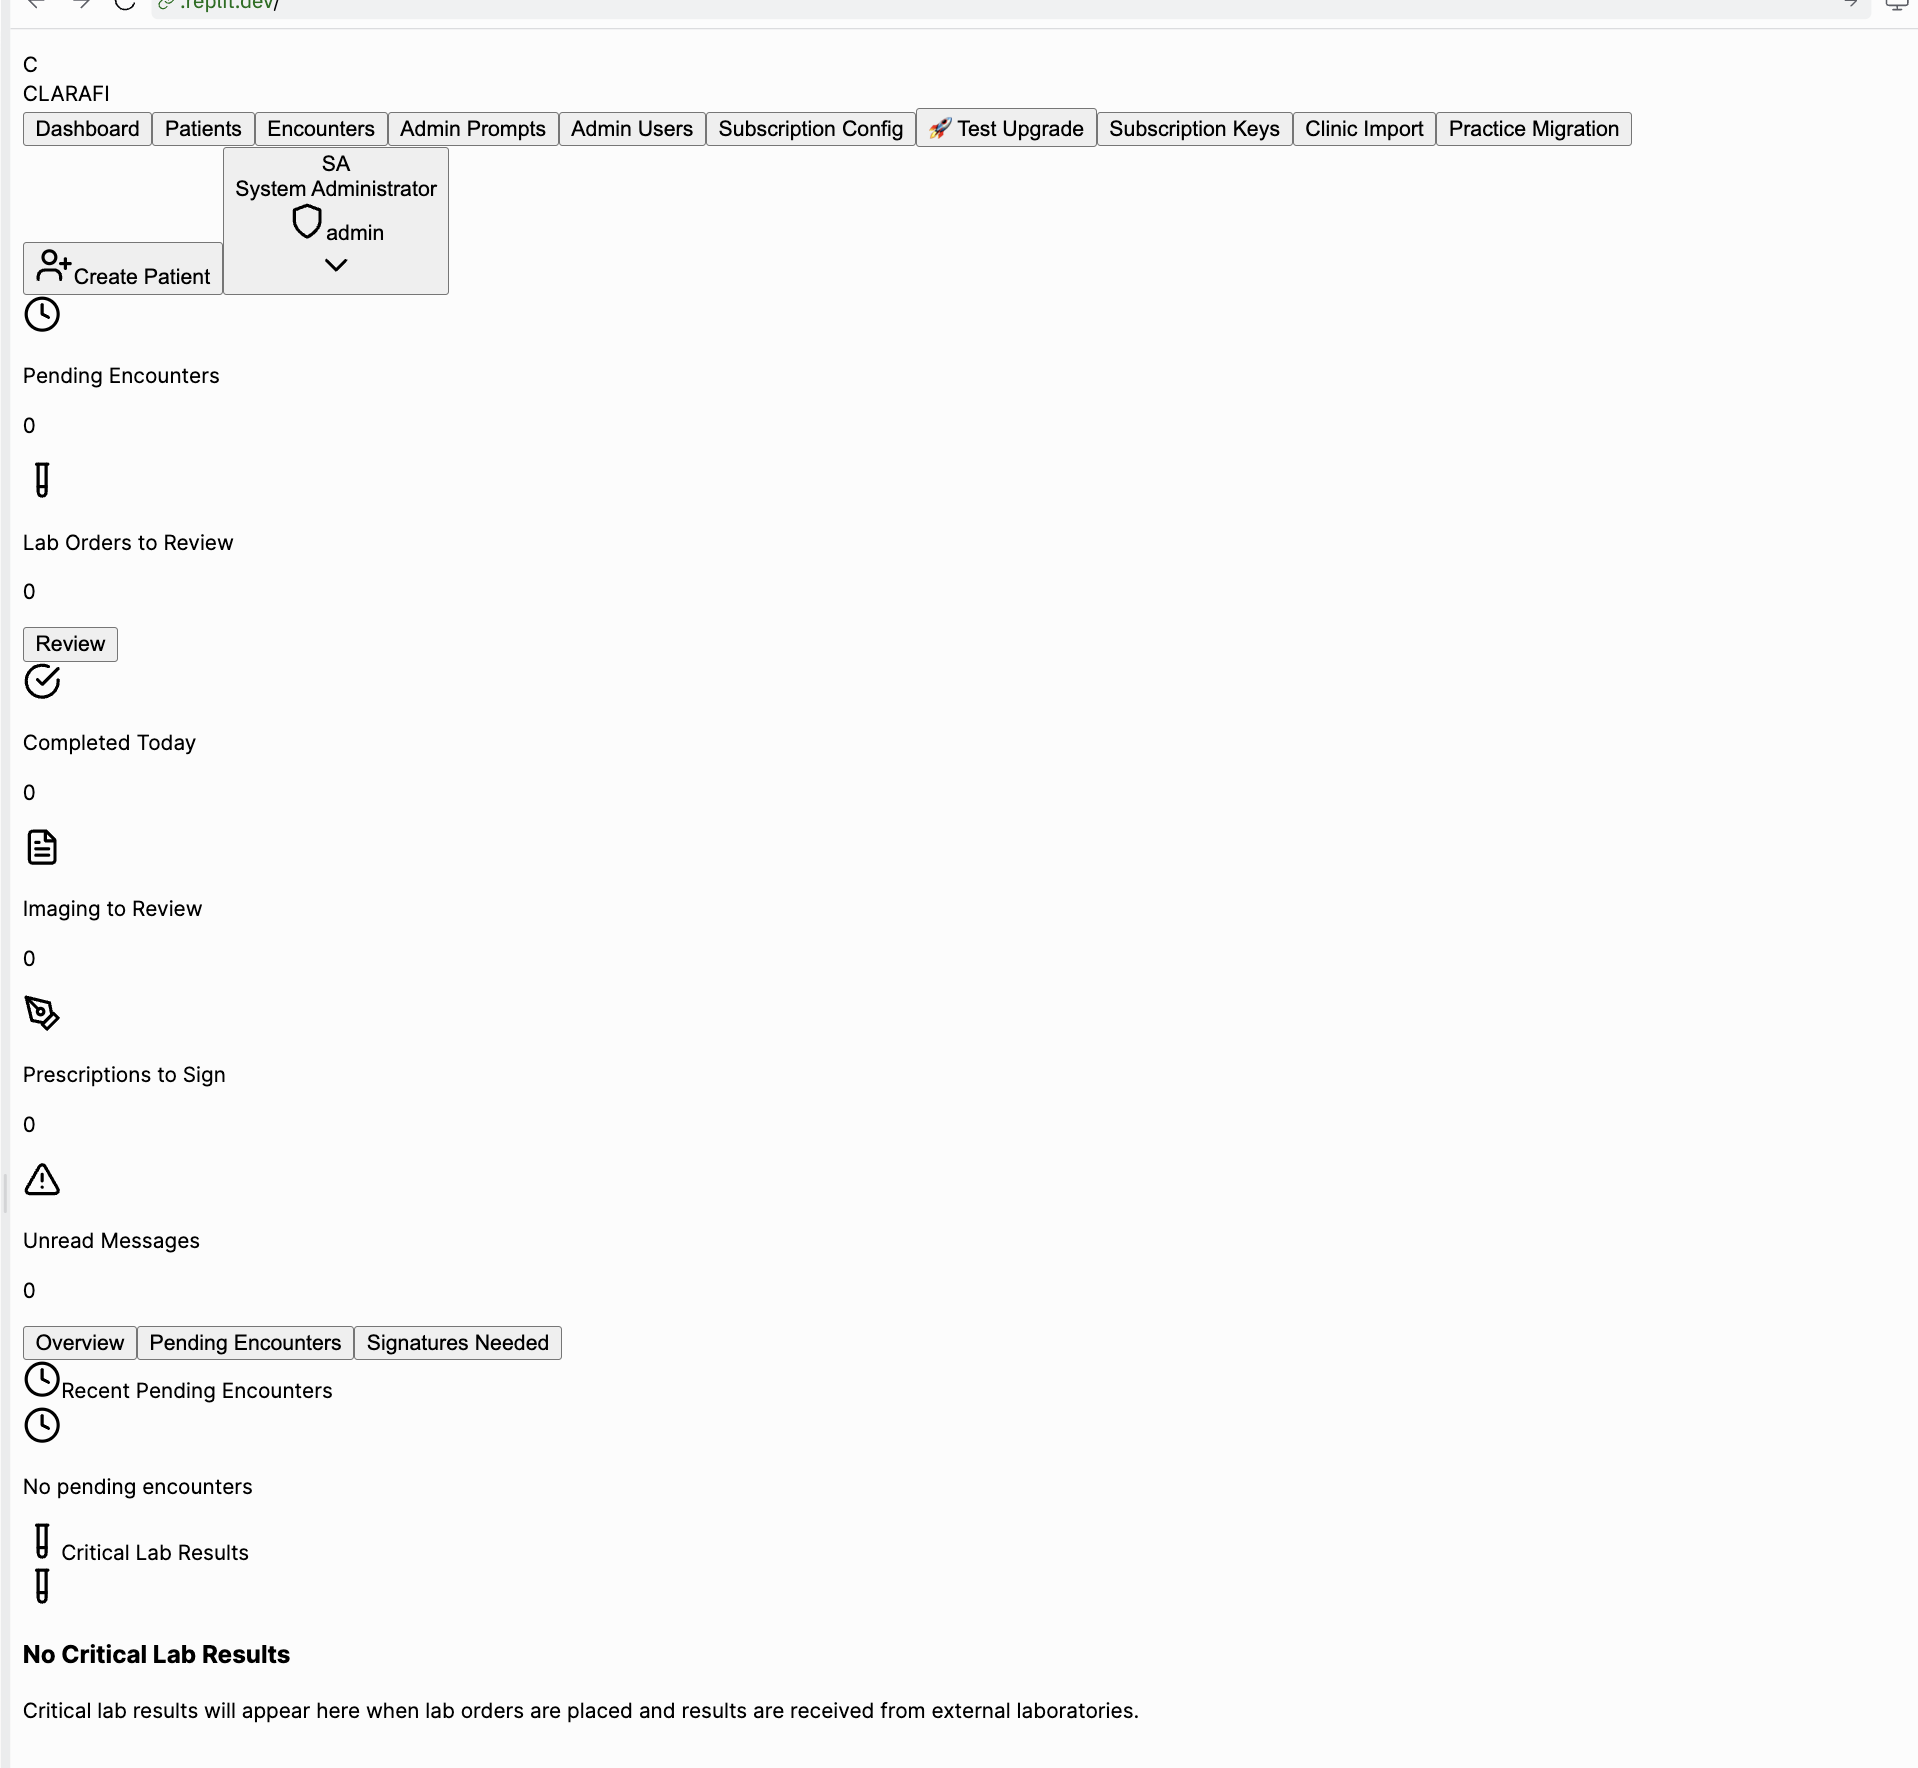 .replit.dev/
C
CLARAFI
Dashboard Patients Encounters Admin Prompts Admin Users Subscription Config 🚀 Test Upgrade Subscription Keys Clinic Import Practice Migration
SA
System Administrator
admin
Create Patient
Pending Encounters
0
Lab Orders to Review
0
Review
Completed Today
0
Imaging to Review
0
Prescriptions to Sign
0
Unread Messages
0
Overview Pending Encounters Signatures Needed
Recent Pending Encounters
No pending encounters
Critical Lab Results
No Critical Lab Results
Critical lab results will appear here when lab orders are placed and results are received from external laboratories.